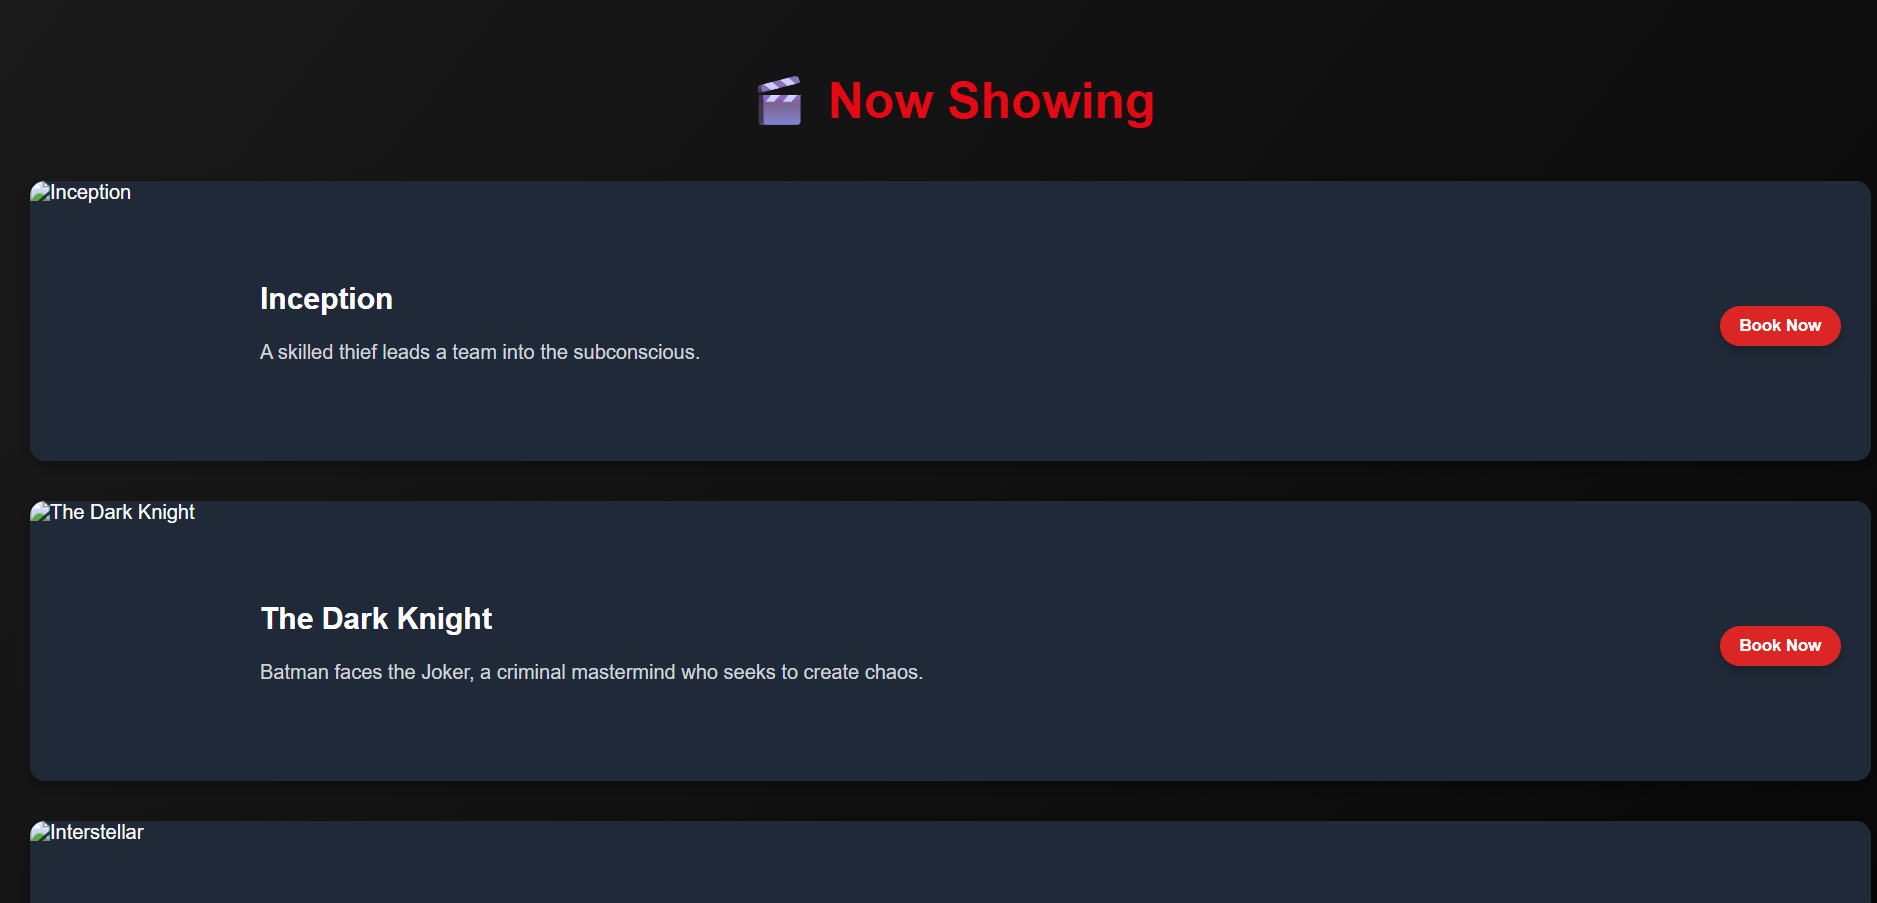 Now Showing
Inception
Inception
A skilled thief leads a team into the subconscious.
Book Now
The Dark Knight
The Dark Knight
Batman faces the Joker, a criminal mastermind who seeks to create chaos.
Book Now
Interstellar